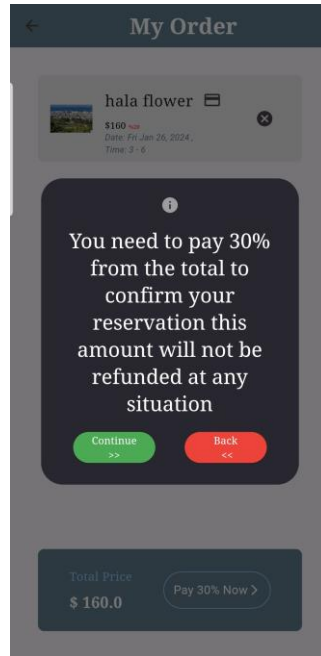 My Order
hala flower
$160
Date: Fri Jan 26, 2024 ,
Time: 3 - 6
You need to pay 30%
from the total to
confirm your
reservation this
amount will not be
refunded at any
situation
Continue
>>
Back
<<
Total Price
$ 160.0
Pay 30% Now >